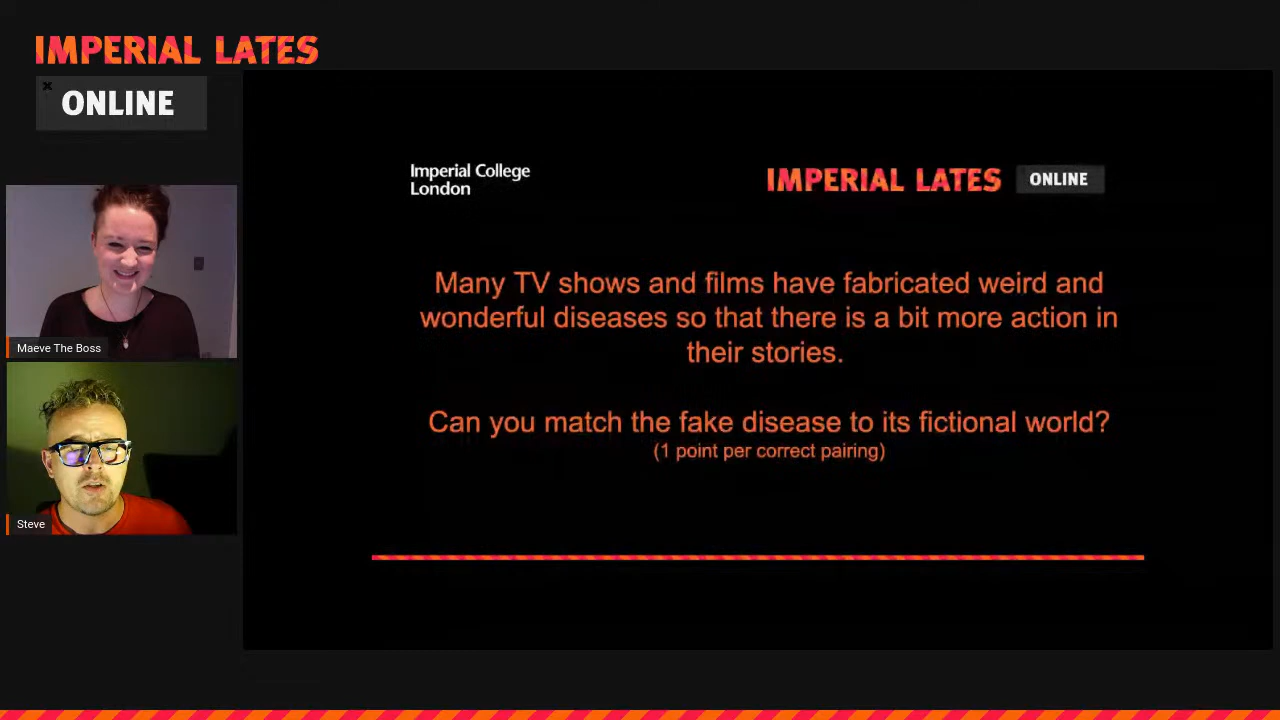 IMPERIAL LATES
ONLINE
Maeve The Boss
Steve
Imperial College
London
IMPERIAL LATES
ONLINE
Many TV shows and films have fabricated weird and
wonderful diseases so that there is a bit more action in
their stories.
Can you match the fake disease to its fictional world?
(1 point per correct pairing)